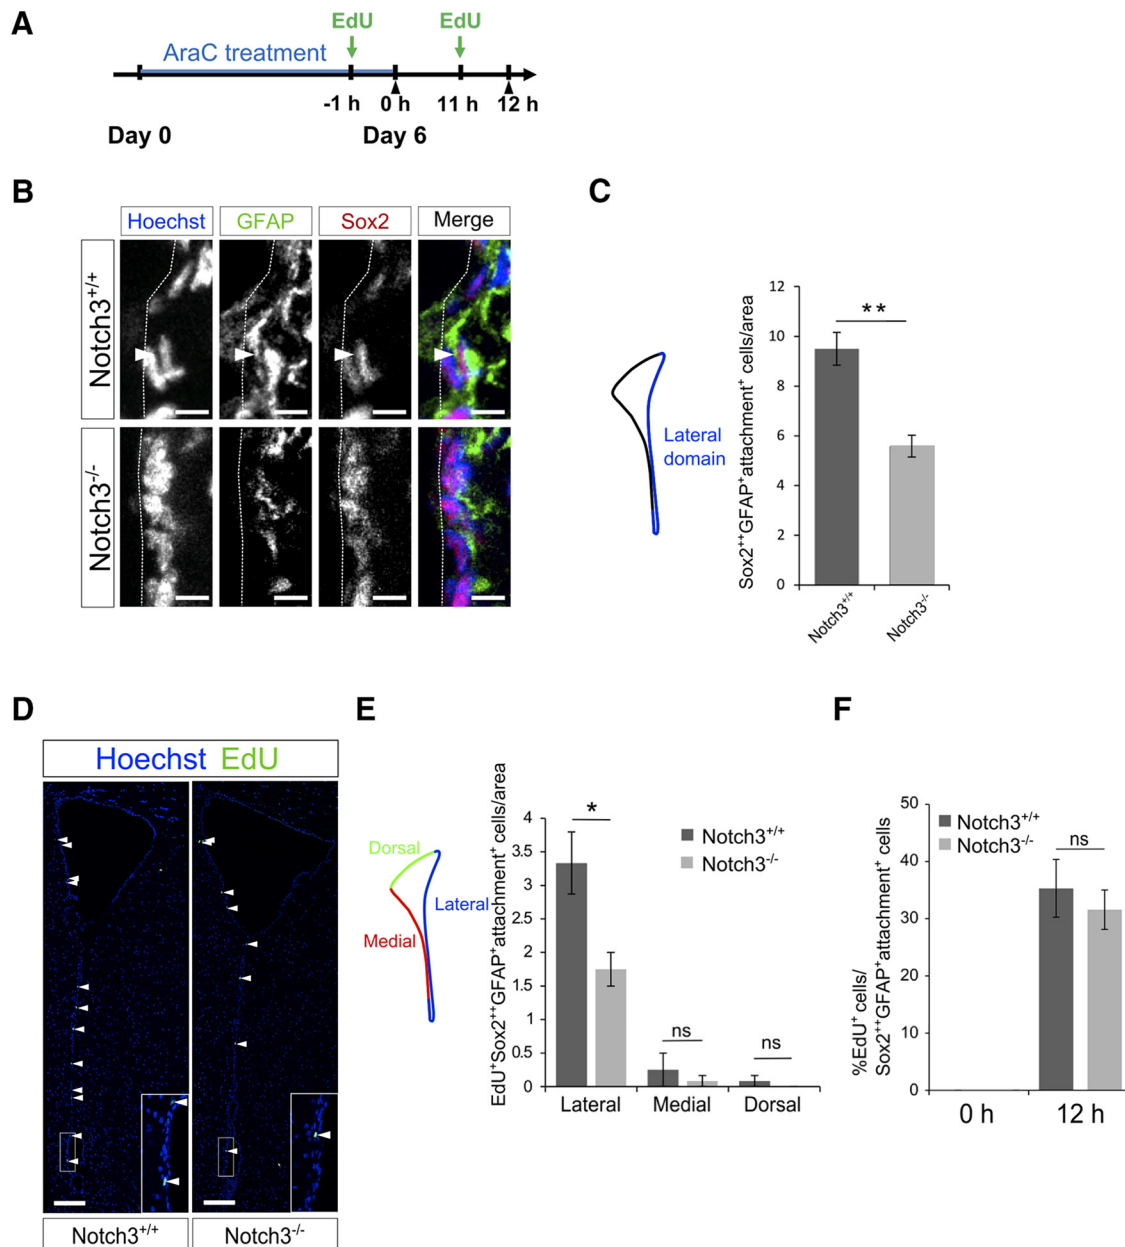 A
EdU EdU
AraC treatment
-1 h 0 h 11 h 12 h
Day 0 Day 6
B
Hoechst GFAP Sox2 Merge
Notch3+/+
Notch3-/-
C
Lateral
domain
Sox2++GFAP+attachment+ cells/area
12
10
8
6
4
2
0
**
Notch3+/+
Notch3-/-
D
Hoechst EdU
Notch3+/+ Notch3-/-
E
Dorsal
Lateral
Medial
EdU+Sox2++GFAP+attachment+ cells/area
4
3.5
3
2.5
2
1.5
1
0.5
0
*
ns
ns
Notch3+/+
Notch3-/-
Lateral Medial Dorsal
F
%EdU+ cells/
Sox2++GFAP+attachment+ cells
50
40
30
20
10
0
Notch3+/+
Notch3-/-
ns
0 h 12 h